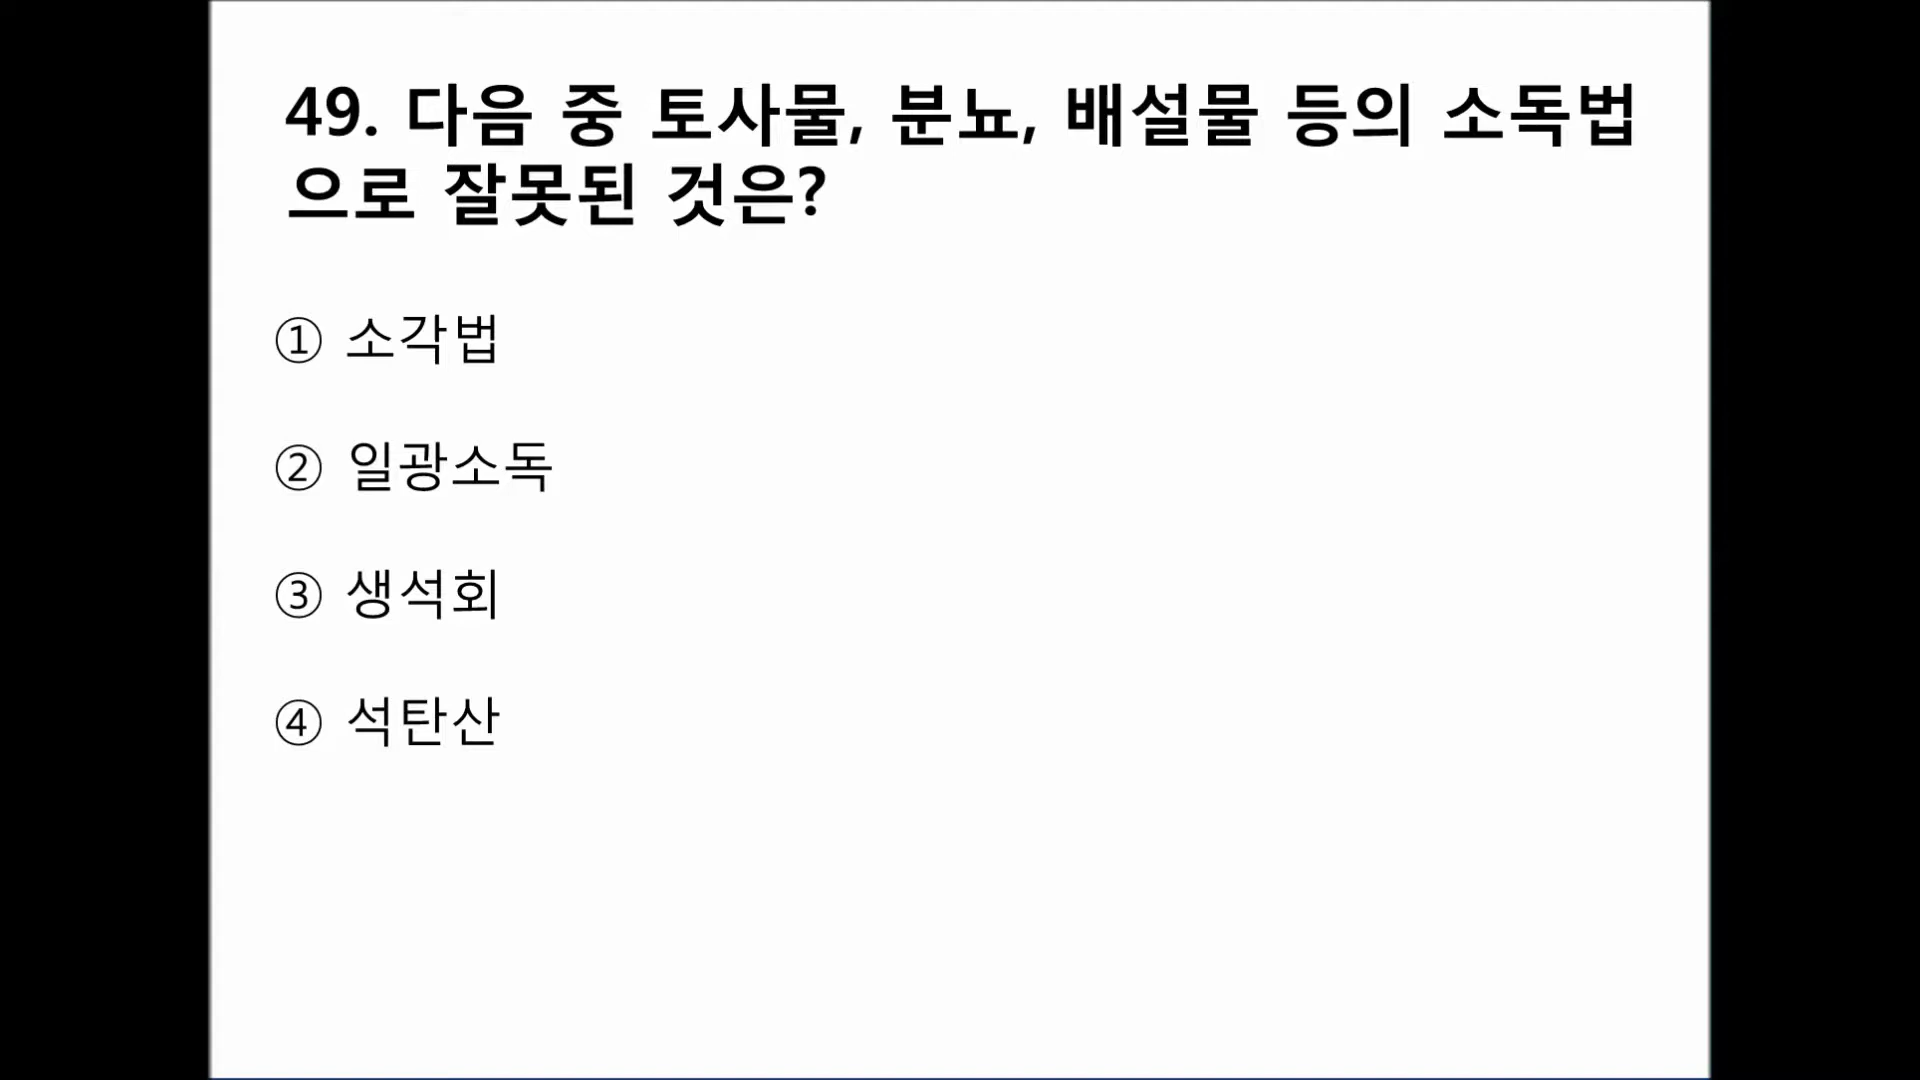 49. 다음 중 토사물, 분뇨, 배설물 등의 소독법
으로 잘못된 것은?
① 소각법
② 일광소독
③ 생석회
④ 석탄산